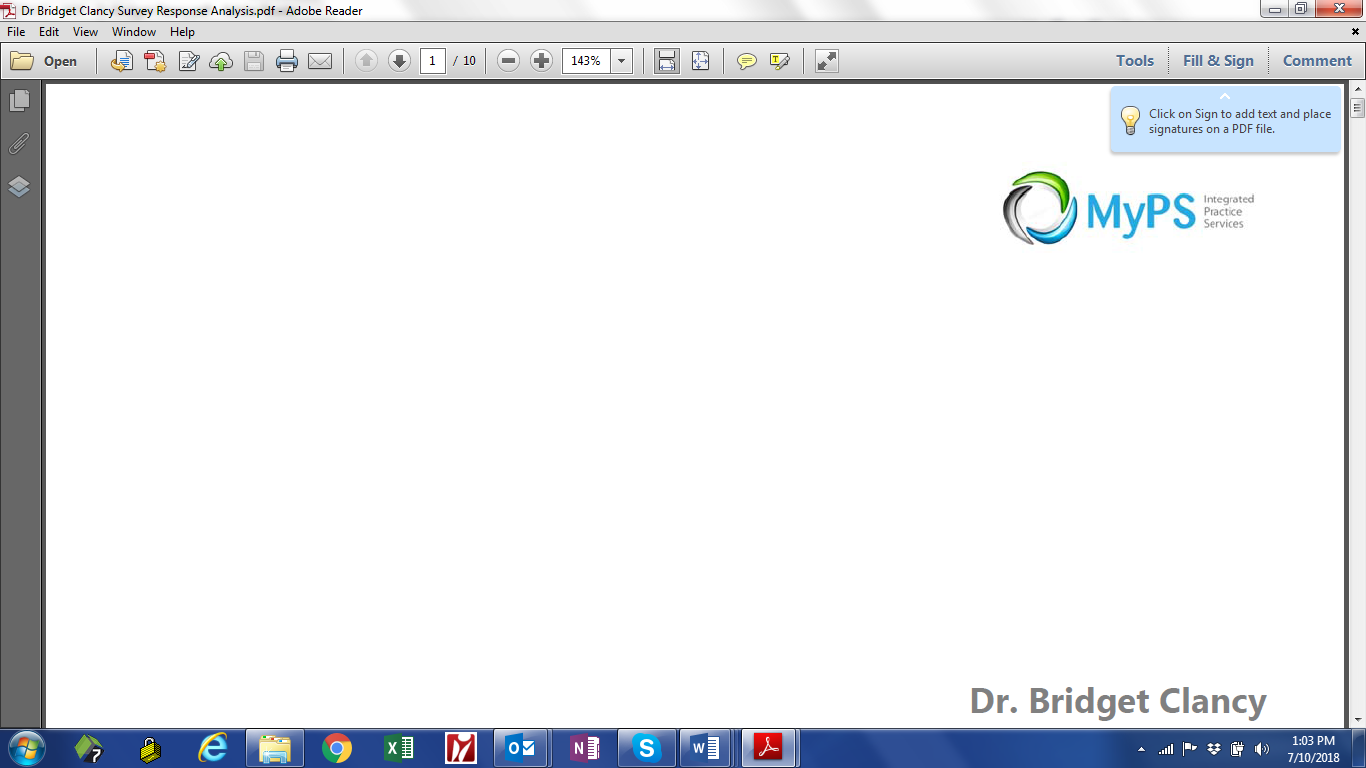 Dr Bridget Clancy Survey Response Analysis.pdf - Adobe Reader
File Edit View Window Help
Open 1 / 10 143% Tools Fill & Sign Comment
Click on Sign to add text and place
signatures on a PDF file.
MyPS Integrated
Practice
Services
Dr. Bridget Clancy
1:03 PM
7/10/2018